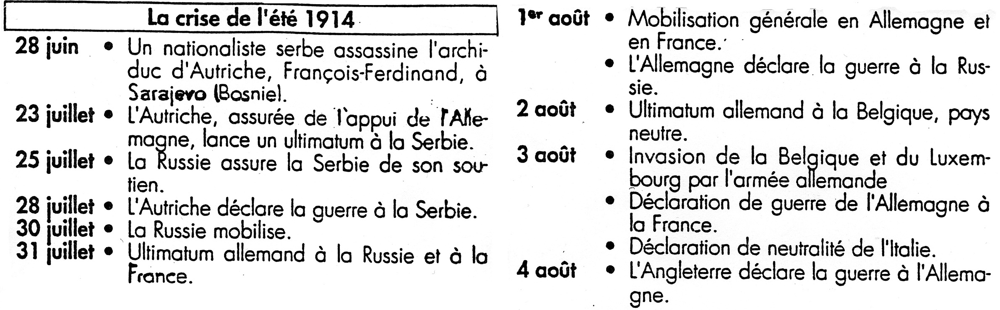 La crise de l'été 1914
28 juin • Un nationaliste serbe assassine l'archi-
duc d'Autriche, François-Ferdinand, à
Sarajevo (Bosnie).
23 juillet • L'Autriche, assurée de l'appui de l'Alle-
magne, lance un ultimatum à la Serbie.
25 juillet • La Russie assure la Serbie de son sou-
tien.
28 juillet • L'Autriche déclare la guerre à la Serbie.
30 juillet • La Russie mobilise.
31 juillet • Ultimatum allemand à la Russie et à la
France.
1er août • Mobilisation générale en Allemagne et
en France.
• L'Allemagne déclare la guerre à la Rus-
sie.
2 août • Ultimatum allemand à la Belgique, pays
neutre.
3 août • Invasion de la Belgique et du Luxem-
bourg par l'armée allemande
• Déclaration de guerre de l'Allemagne à
la France.
• Déclaration de neutralité de l'Italie.
4 août • L'Angleterre déclare la guerre à l'Allema-
gne.